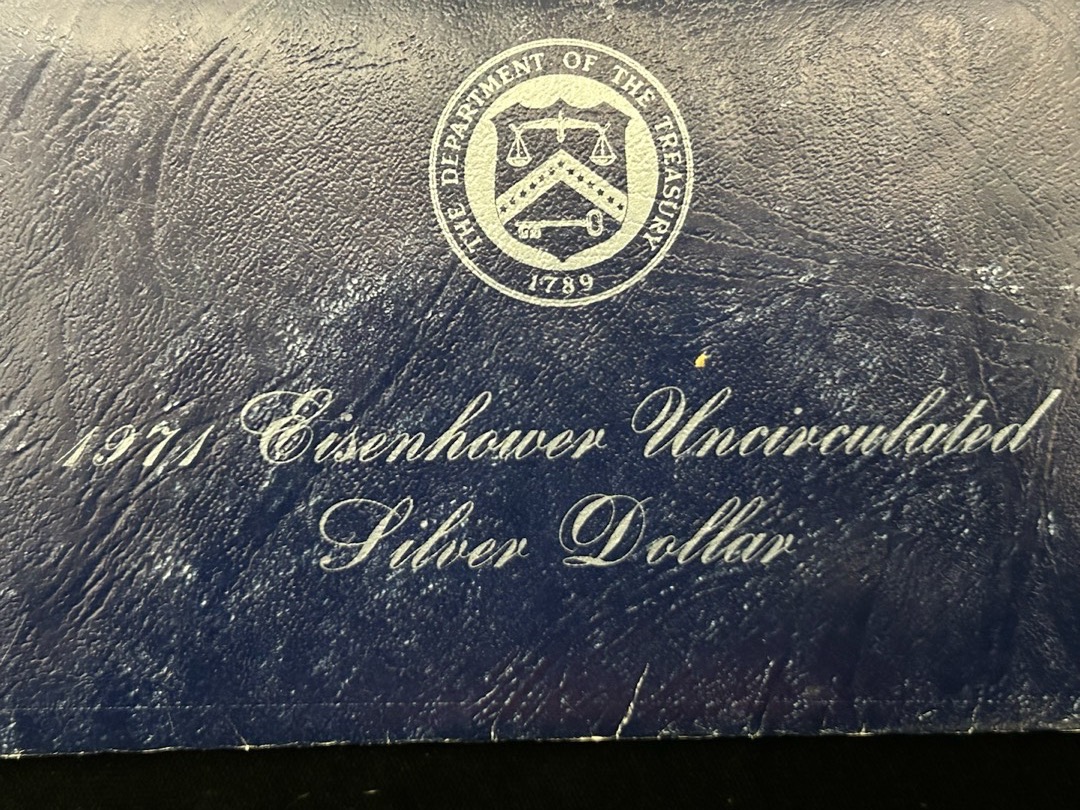 THE DEPARTMENT OF THE TREASURY
1789
1971 Eisenhower Uncirculated
Silver Dollar